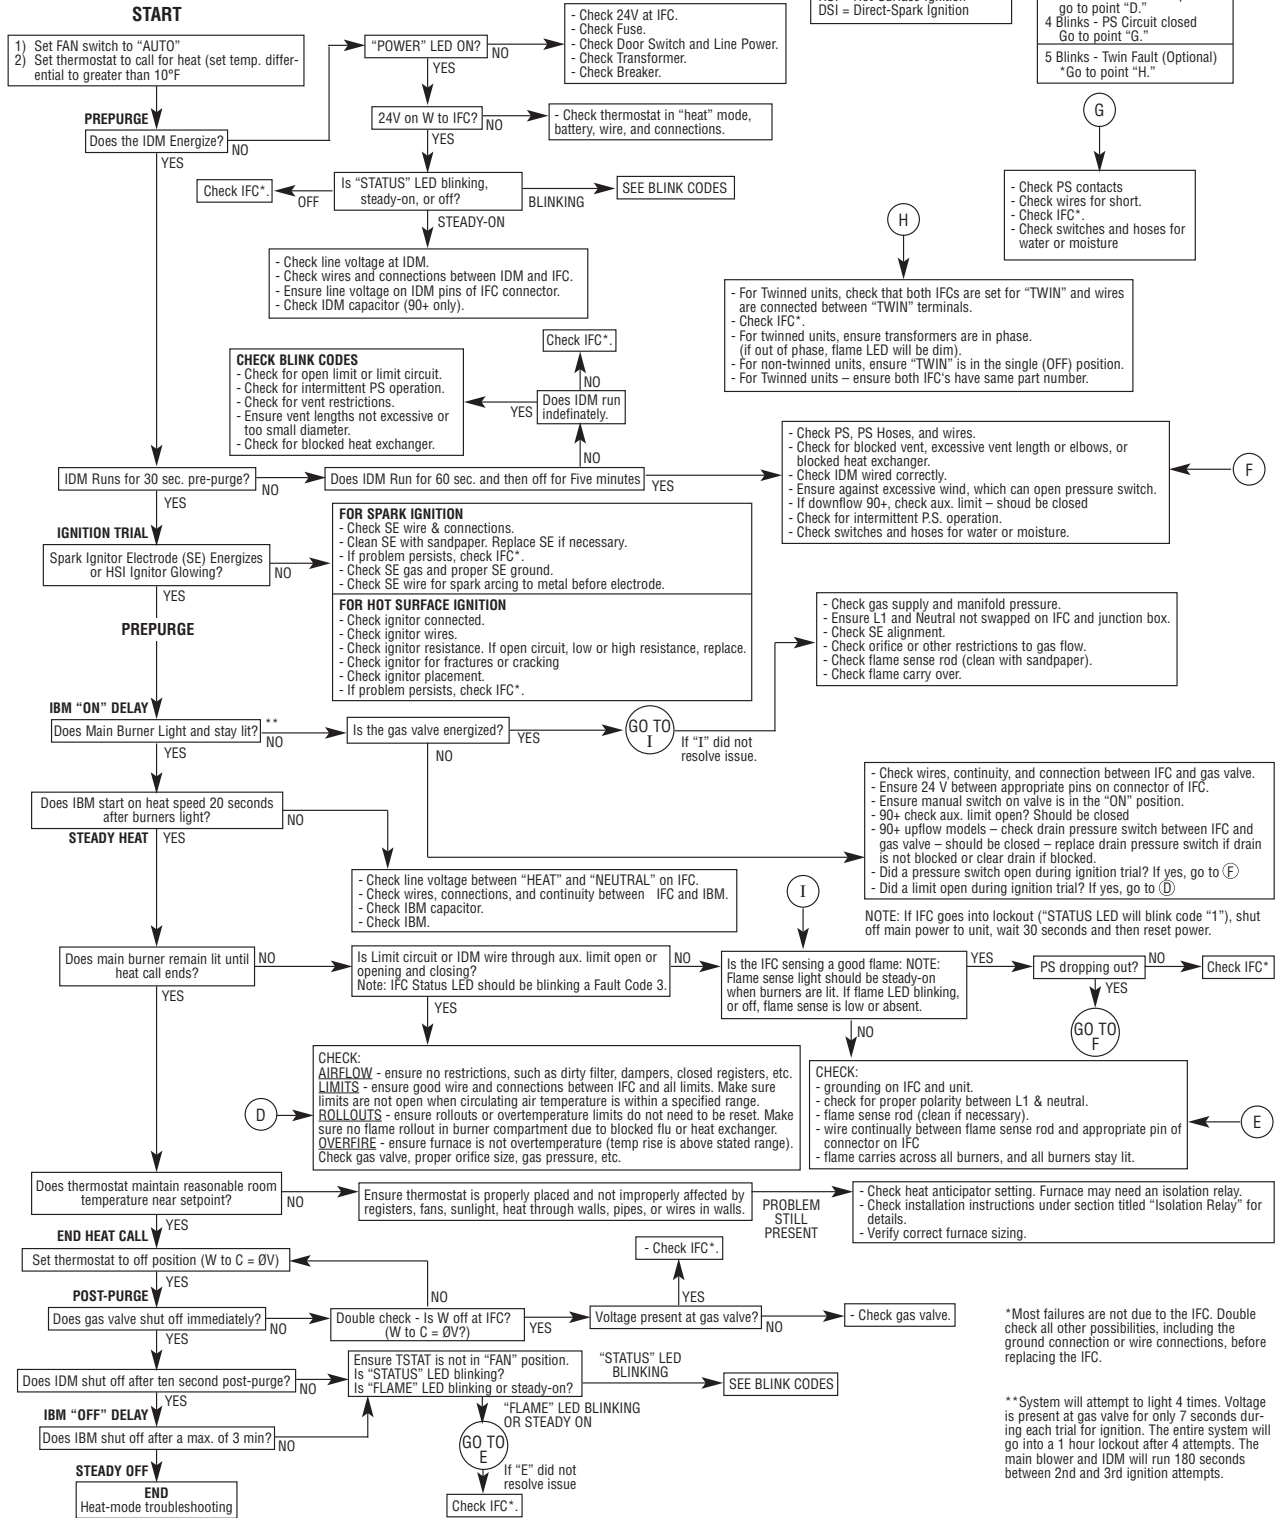 START
1) Set FAN switch to “AUTO”
2) Set thermostat to call for heat (set temp. differ-
ential to greater than 10°F
PREPURGE
Does the IDM Energize?
NO
YES
“POWER” LED ON?
NO
YES
- Check 24V at IFC.
- Check Fuse.
- Check Door Switch and Line Power.
- Check Transformer.
- Check Breaker.
24V on W to IFC?
NO
YES
- Check thermostat in “heat” mode,
battery, wire, and connections.
Check IFC*.
OFF
Is “STATUS” LED blinking,
steady-on, or off?
BLINKING
SEE BLINK CODES
STEADY-ON
- Check line voltage at IDM.
- Check wires and connections between IDM and IFC.
- Ensure line voltage on IDM pins of IFC connector.
- Check IDM capacitor (90+ only).
DSI = Direct-Spark Ignition
go to point “D.”
4 Blinks - PS Circuit closed
Go to point “G.”
5 Blinks - Twin Fault (Optional)
*Go to point “H.”
G
- Check PS contacts
- Check wires for short.
- Check IFC*.
- Check switches and hoses for
water or moisture
H
- For Twinned units, check that both IFCs are set for “TWIN” and wires
are connected between “TWIN” terminals.
- Check IFC*.
- For twinned units, ensure transformers are in phase.
(if out of phase, flame LED will be dim).
- For non-twinned units, ensure “TWIN” is in the single (OFF) position.
- For Twinned units – ensure both IFC‘s have same part number.
Check IFC*.
NO
CHECK BLINK CODES
- Check for open limit or limit circuit.
- Check for intermittent PS operation.
- Check for vent restrictions.
- Ensure vent lengths not excessive or
too small diameter.
- Check for blocked heat exchanger.
YES
Does IDM run
indefinately.
NO
IDM Runs for 30 sec. pre-purge?
NO
YES
Does IDM Run for 60 sec. and then off for Five minutes
YES
- Check PS, PS Hoses, and wires.
- Check for blocked vent, excessive vent length or elbows, or
blocked heat exchanger.
- Check IDM wired correctly.
- Ensure against excessive wind, which can open pressure switch.
- If downflow 90+, check aux. limit – shoud be closed
- Check for intermittent P.S. operation.
- Check switches and hoses for water or moisture.
F
IGNITION TRIAL
Spark Ignitor Electrode (SE) Energizes
or HSI Ignitor Glowing?
NO
YES
FOR SPARK IGNITION
- Check SE wire & connections.
- Clean SE with sandpaper. Replace SE if necessary.
- If problem persists, check IFC*.
- Check SE gas and proper SE ground.
- Check SE wire for spark arcing to metal before electrode.
FOR HOT SURFACE IGNITION
- Check ignitor connected.
- Check ignitor wires.
- Check ignitor resistance. If open circuit, low or high resistance, replace.
- Check ignitor for fractures or cracking
- Check ignitor placement.
- If problem persists, check IFC*.
PREPURGE
- Check gas supply and manifold pressure.
- Ensure L1 and Neutral not swapped on IFC and junction box.
- Check SE alignment.
- Check orifice or other restrictions to gas flow.
- Check flame sense rod (clean with sandpaper).
- Check flame carry over.
IBM “ON” DELAY
Does Main Burner Light and stay lit?
**
NO
YES
Is the gas valve energized?
YES
NO
GO TO
I
If “I” did not
resolve issue.
- Check wires, continuity, and connection between IFC and gas valve.
- Ensure 24 V between appropriate pins on connector of IFC.
- Ensure manual switch on valve is in the “ON” position.
- 90+ check aux. limit open? Should be closed
- 90+ upflow models – check drain pressure switch between IFC and
gas valve – should be closed – replace drain pressure switch if drain
is not blocked or clear drain if blocked.
- Did a pressure switch open during ignition trial? If yes, go to F
- Did a limit open during ignition trial? If yes, go to D
Does IBM start on heat speed 20 seconds
after burners light?
NO
STEADY HEAT
YES
- Check line voltage between “HEAT” and “NEUTRAL” on IFC.
- Check wires, connections, and continuity between IFC and IBM.
- Check IBM capacitor.
- Check IBM.
I
NOTE: If IFC goes into lockout (“STATUS LED will blink code “1”), shut
off main power to unit, wait 30 seconds and then reset power.
Does main burner remain lit until
heat call ends?
NO
YES
Is Limit circuit or IDM wire through aux. limit open or
opening and closing?
Note: IFC Status LED should be blinking a Fault Code 3.
NO
YES
Is the IFC sensing a good flame: NOTE:
Flame sense light should be steady-on
when burners are lit. If flame LED blinking,
or off, flame sense is low or absent.
YES
NO
PS dropping out?
NO
YES
Check IFC*
GO TO
F
D
CHECK:
AIRFLOW - ensure no restrictions, such as dirty filter, dampers, closed registers, etc.
LIMITS - ensure good wire and connections between IFC and all limits. Make sure
limits are not open when circulating air temperature is within a specified range.
ROLLOUTS - ensure rollouts or overtemperature limits do not need to be reset. Make
sure no flame rollout in burner compartment due to blocked flu or heat exchanger.
OVERFIRE - ensure furnace is not overtemperature (temp rise is above stated range).
Check gas valve, proper orifice size, gas pressure, etc.
CHECK:
- grounding on IFC and unit.
- check for proper polarity between L1 & neutral.
- flame sense rod (clean if necessary).
- wire continually between flame sense rod and appropriate pin of
connector on IFC
- flame carries across all burners, and all burners stay lit.
E
Does thermostat maintain reasonable room
temperature near setpoint?
NO
YES
Ensure thermostat is properly placed and not improperly affected by
registers, fans, sunlight, heat through walls, pipes, or wires in walls.
PROBLEM
STILL
PRESENT
- Check heat anticipator setting. Furnace may need an isolation relay.
- Check installation instructions under section titled “Isolation Relay” for
details.
- Verify correct furnace sizing.
END HEAT CALL
Set thermostat to off position (W to C = ØV)
YES
- Check IFC*.
YES
POST-PURGE
Does gas valve shut off immediately?
NO
YES
NO
Double check - Is W off at IFC?
(W to C = ØV?)
YES
Voltage present at gas valve?
NO
- Check gas valve.
*Most failures are not due to the IFC. Double
check all other possibilities, including the
ground connection or wire connections, before
replacing the IFC.
Does IDM shut off after ten second post-purge?
NO
YES
Ensure TSTAT is not in “FAN” position.
Is “STATUS” LED blinking?
Is “FLAME” LED blinking or steady-on?
“STATUS” LED
BLINKING
SEE BLINK CODES
“FLAME” LED BLINKING
OR STEADY ON
IBM “OFF” DELAY
Does IBM shut off after a max. of 3 min?
NO
GO TO
E
If “E” did not
resolve issue
Check IFC*.
STEADY OFF
END
Heat-mode troubleshooting
**System will attempt to light 4 times. Voltage
is present at gas valve for only 7 seconds dur-
ing each trial for ignition. The entire system will
go into a 1 hour lockout after 4 attempts. The
main blower and IDM will run 180 seconds
between 2nd and 3rd ignition attempts.